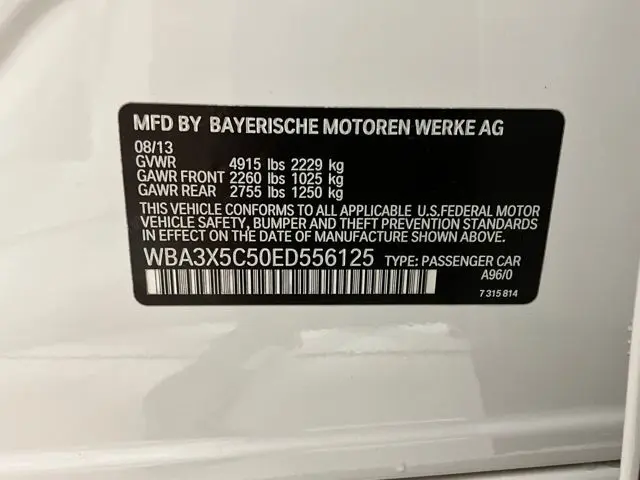 MFD BY BAYERISCHE MOTOREN WERKE AG
08/13
GVWR 4915 lbs 2229 kg
GAWR FRONT 2260 lbs 1025 kg
GAWR REAR 2755 lbs 1250 kg
THIS VEHICLE CONFORMS TO ALL APPLICABLE U.S.FEDERAL MOTOR
VEHICLE SAFETY, BUMPER AND THEFT PREVENTION STANDARDS
IN EFFECT ON THE DATE OF MANUFACTURE SHOWN ABOVE.
WBA3X5C50ED556125 TYPE: PASSENGER CAR
A96/0
7 315 814